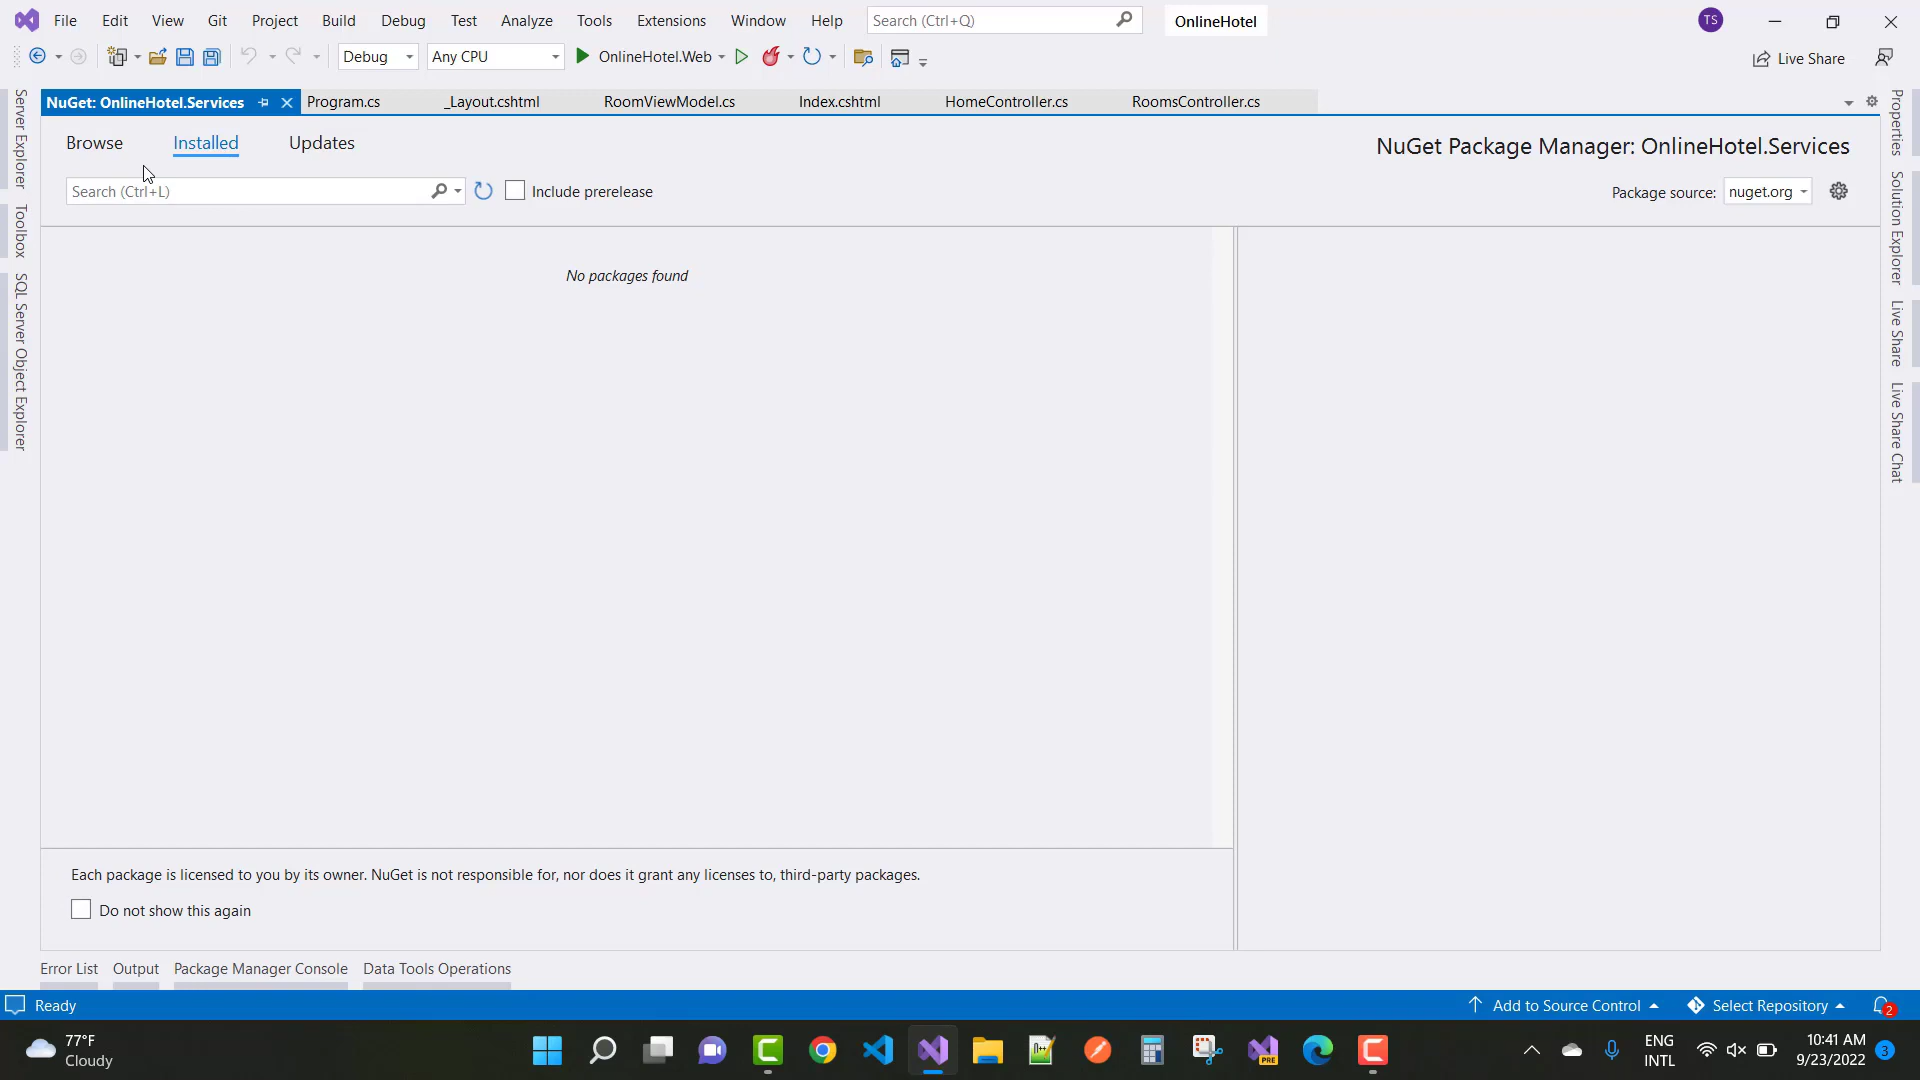 File Edit View Git Project Build Debug Test Analyze Tools Extensions Window Help Search (Ctrl+Q) OnlineHotel TS
Debug Any CPU OnlineHotel.Web Live Share
NuGet: OnlineHotel.Services Program.cs _Layout.cshtml RoomViewModel.cs Index.cshtml HomeController.cs RoomsController.cs
Browse Installed Updates NuGet Package Manager: OnlineHotel.Services
Search (Ctrl+L) Include prerelease Package source: nuget.org
No packages found
Server Explorer
Toolbox
SQL Server Object Explorer
Properties
Solution Explorer
Live Share
Live Share Chat
Each package is licensed to you by its owner. NuGet is not responsible for, nor does it grant any licenses to, third-party packages.
Do not show this again
Error List Output Package Manager Console Data Tools Operations
Ready Add to Source Control Select Repository 2
77°F
Cloudy
PRE
ENG
INTL
10:41 AM
9/23/2022
3